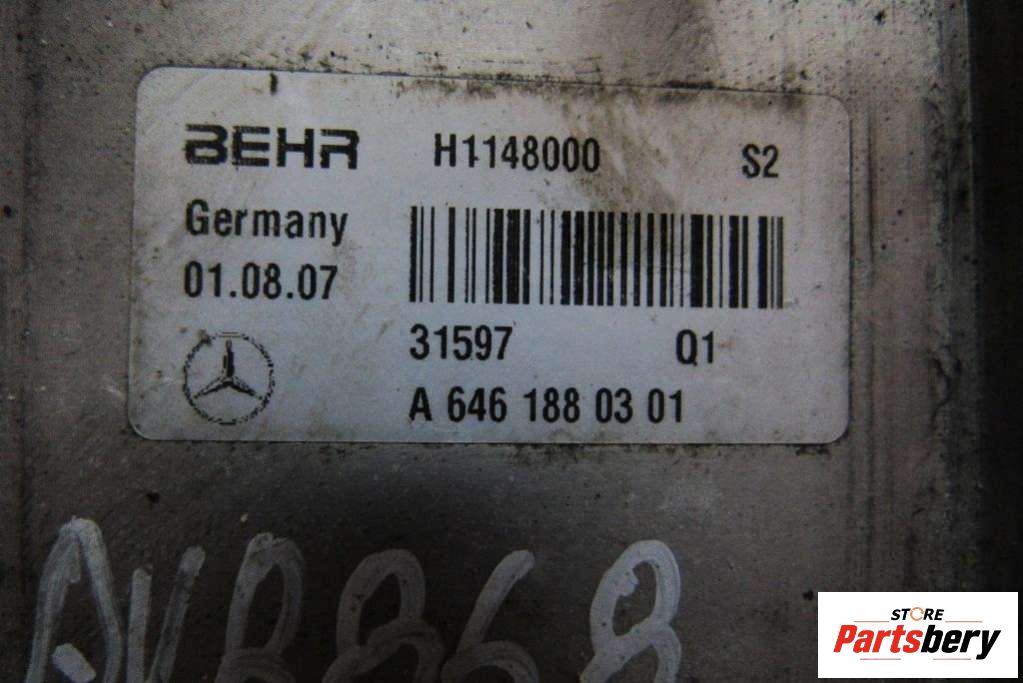 BEHR H1148000 S2
Germany
01.08.07
31597 Q1
A 646 188 03 01
STORE
Partsbery